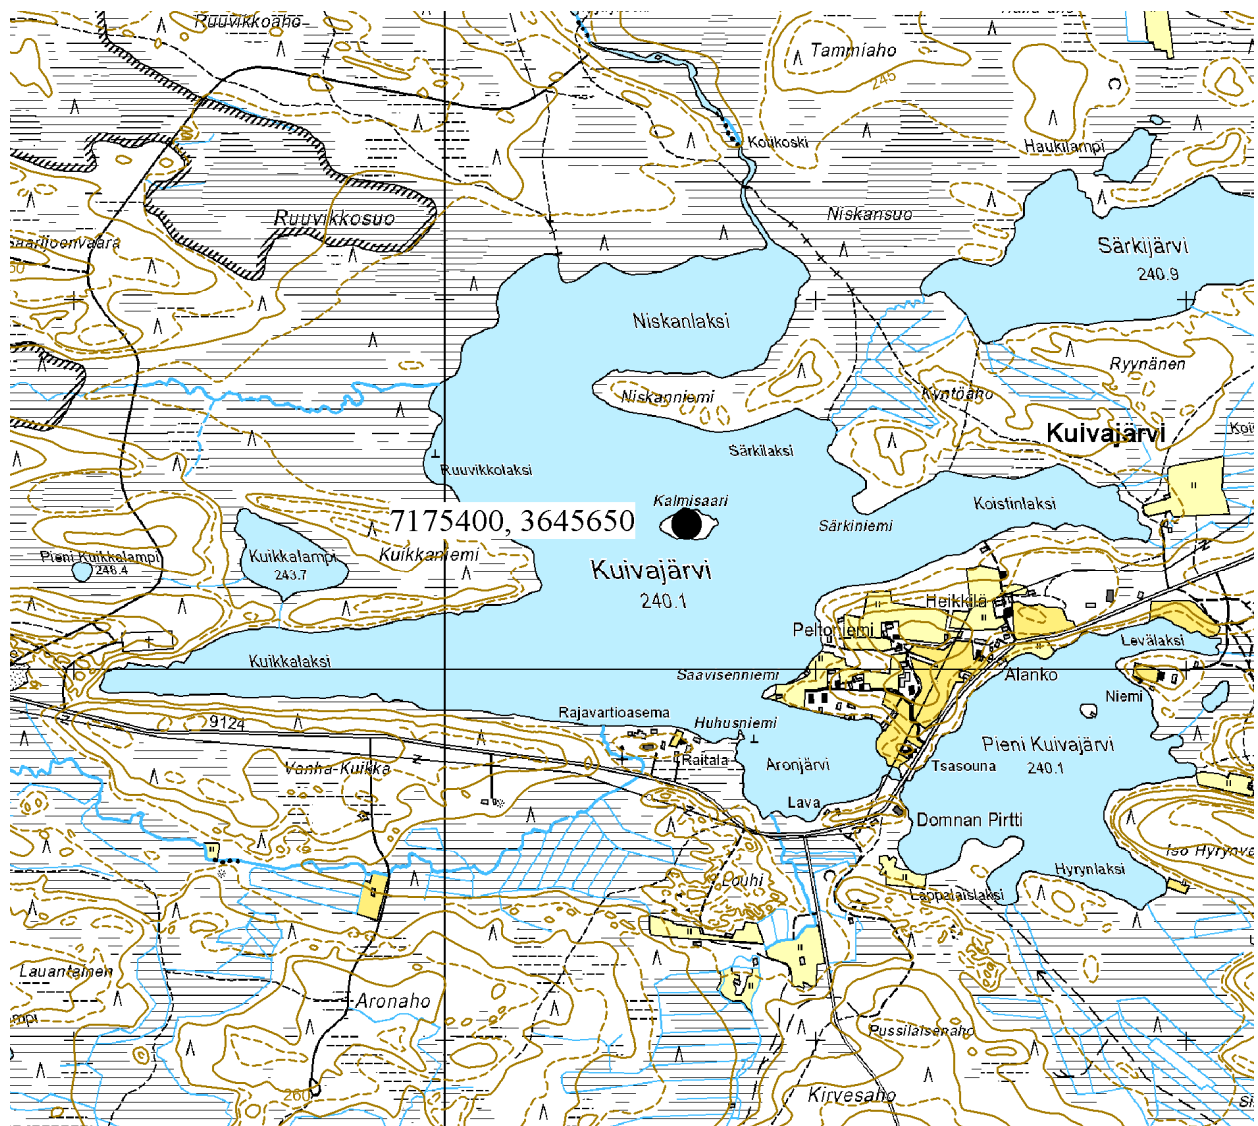 Ruuvikkoaho
Tammiaho
245
Koukoski
Haukilampi
Ruuvikkosuo
Niskansuo
Särkijärvi
240.9
Niskanlaksi
Ryynänen
Niskanniemi
Kyntöaho
Kuivajärvi
Särkilaksi
Ruuvikkolaksi
Kalmisaari
Koistinlaksi
7175400, 3645650
Särkiniemi
Pieni Kuikkalampi
Kuikkalampi
243.7
Kuikkaniemi
Kuivajärvi
240.1
Heikkilä
Peltoniemi
Levälaksi
Kuikkalaksi
Saavisenniemi
Alanko
Niemi
Rajavartioasema
Huhusniemi
9124
Pieni Kuivajärvi
240.1
Vanha-Kuikka
Raitala
Aronjärvi
Tsasouna
Lava
Domnan Pirtti
Iso Hyrynva
Hyrynlaksi
Louhi
Lappalaislaksi
Lauantainen
Aronaho
Pussilaisenaho
260
Kirvesaho